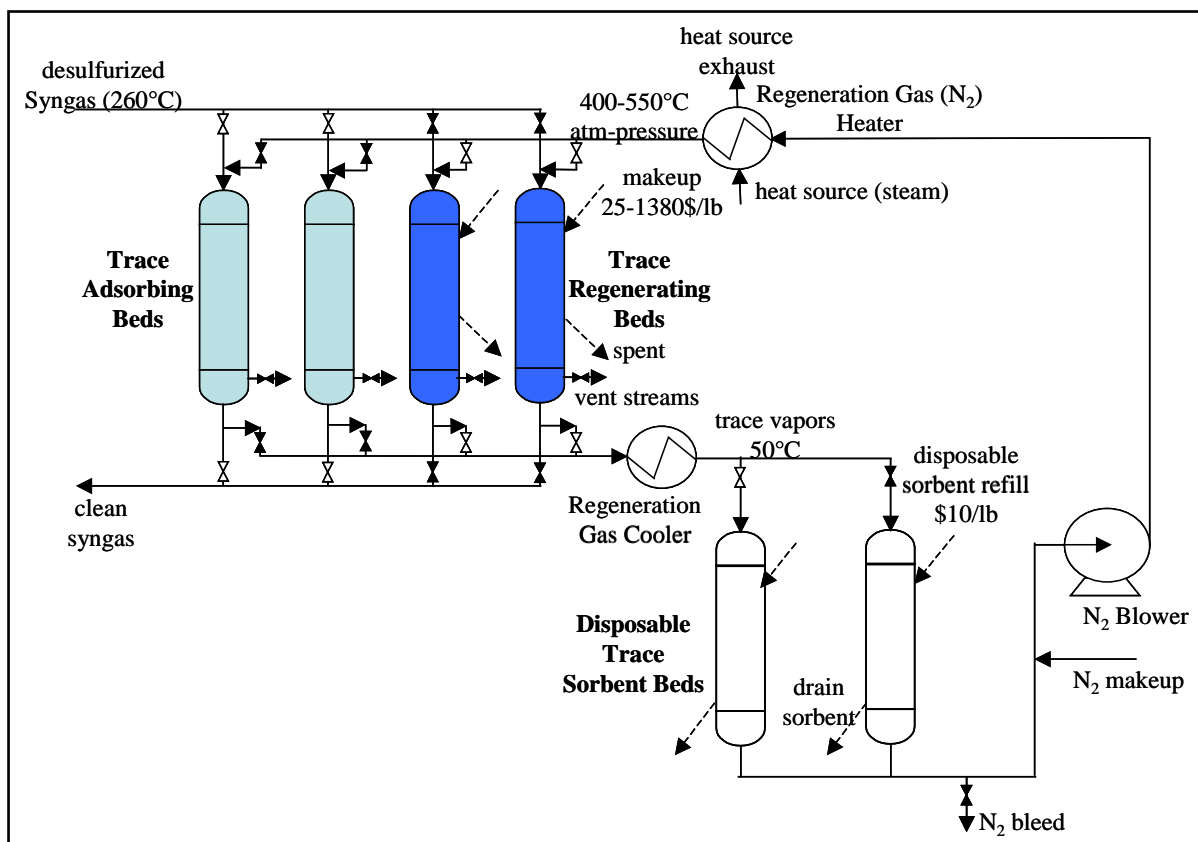 heat source
exhaust
desulfurized
Syngas (260°C)
400-550°C
atm-pressure
Regeneration Gas (N₂)
Heater
heat source (steam)
makeup
25-1380$/lb
Trace
Adsorbing
Beds
Trace
Regenerating
Beds
spent
vent streams
trace vapors
50°C
disposable
sorbent refill
$10/lb
clean
syngas
Regeneration
Gas Cooler
N₂ Blower
Disposable
Trace
Sorbent Beds
drain
sorbent
N₂ makeup
N₂ bleed